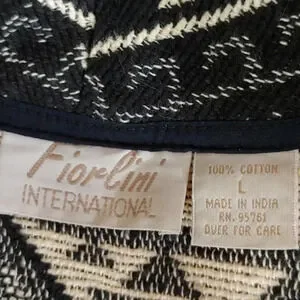 Fiorlini
INTERNATIONAL
100% COTTON
L
MADE IN INDIA
RN. 95761
OVER FOR CARE